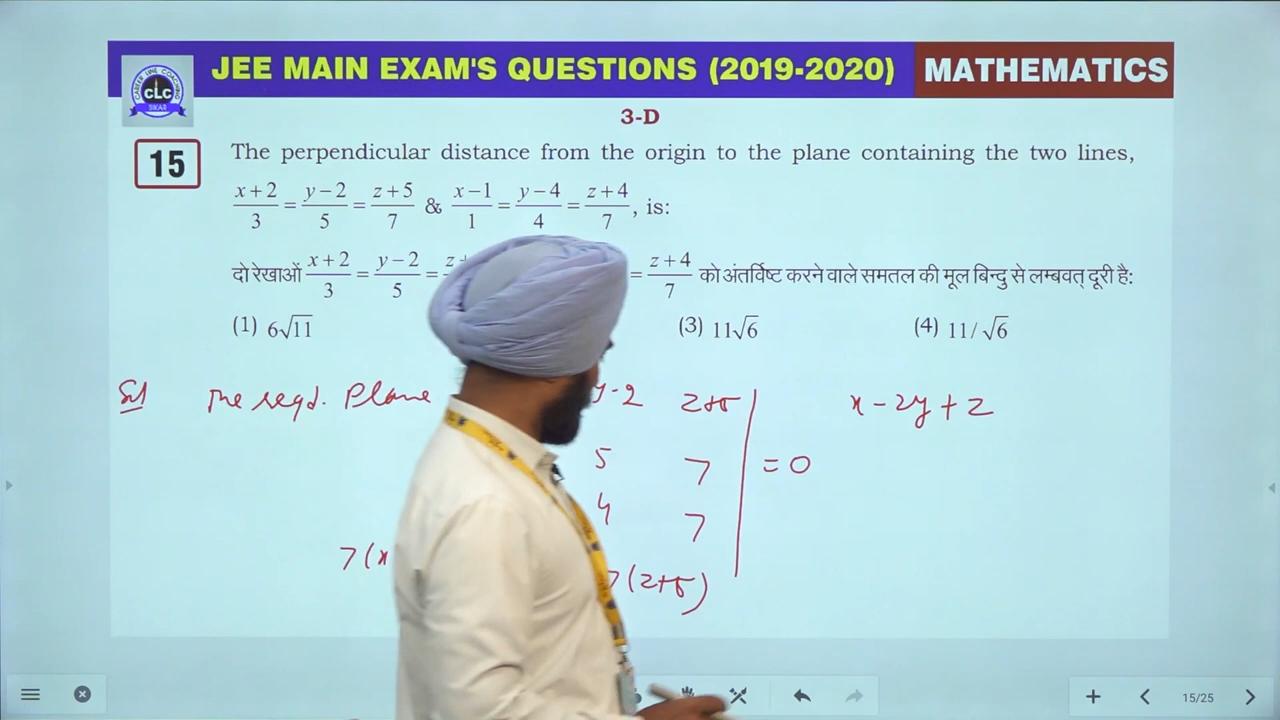 JEE MAIN EXAM'S QUESTIONS (2019-2020) MATHEMATICS
CAREER LINE COACHING
CLC
SIKAR
3-D
15 The perpendicular distance from the origin to the plane containing the two lines,
(x+2)/3 = (y−2)/5 = (z+5)/7 & (x−1)/1 = (y−4)/4 = (z+4)/7, is:
दो रेखाओं (x+2)/3 = (y−2)/5 = = (z+4)/7 को अंतर्विष्ट करने वाले समतल की मूल बिन्दु से लम्बवत् दूरी है:
(1) 6√11 (3) 11√6 (4) 11/√6
Sol The reqd. Plane y-2 z+5 x-2y+z
5 7 = 0
4 7
7(x 7(z+5)
15/25